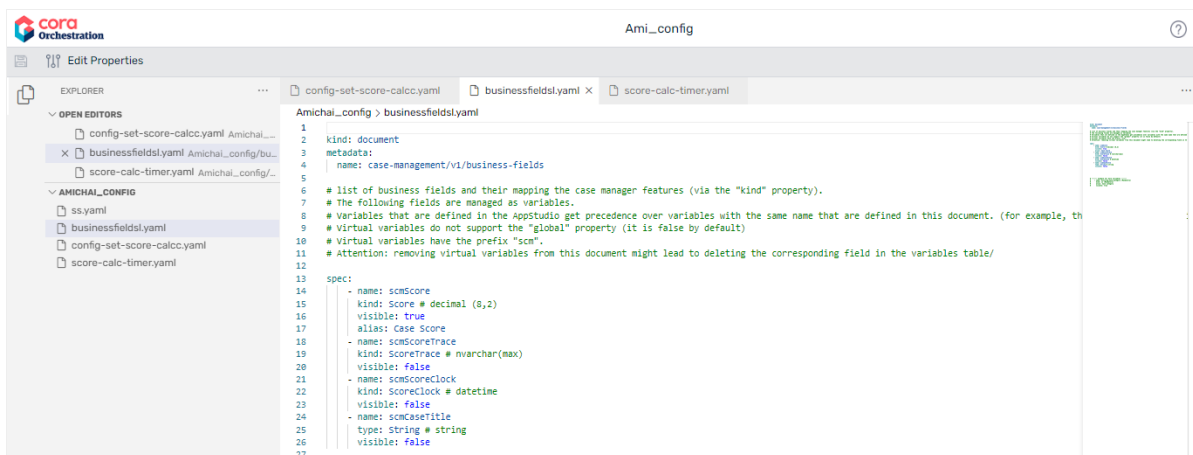 cora
Orchestration
Ami_config
?
Edit Properties
EXPLORER ...
OPEN EDITORS
config-set-score-calcc.yaml Amichai_...
× businessfieldsl.yaml Amichai_config/bu...
score-calc-timer.yaml Amichai_config/...
AMICHAI_CONFIG
ss.yaml
businessfieldsl.yaml
config-set-score-calcc.yaml
score-calc-timer.yaml
config-set-score-calcc.yaml businessfieldsl.yaml × score-calc-timer.yaml ...
Amichai_config > businessfieldsl.yaml
1
2 kind: document
3 metadata:
4 name: case-management/v1/business-fields
5
6 # list of business fields and their mapping the case manager features (via the "kind" property).
7 # The following fields are managed as variables.
8 # Variables that are defined in the AppStudio get precedence over variables with the same name that are defined in this document. (for example, th
9 # Virtual variables do not support the "global" property (it is false by default)
10 # Virtual variables have the prefix "scm".
11 # Attention: removing virtual variables from this document might lead to deleting the corresponding field in the variables table/
12
13 spec:
14 - name: scmScore
15 kind: Score # decimal (8,2)
16 visible: true
17 alias: Case Score
18 - name: scmScoreTrace
19 kind: ScoreTrace # nvarchar(max)
20 visible: false
21 - name: scmScoreClock
22 kind: ScoreClock # datetime
23 visible: false
24 - name: scmCaseTitle
25 type: String # string
26 visible: false
27